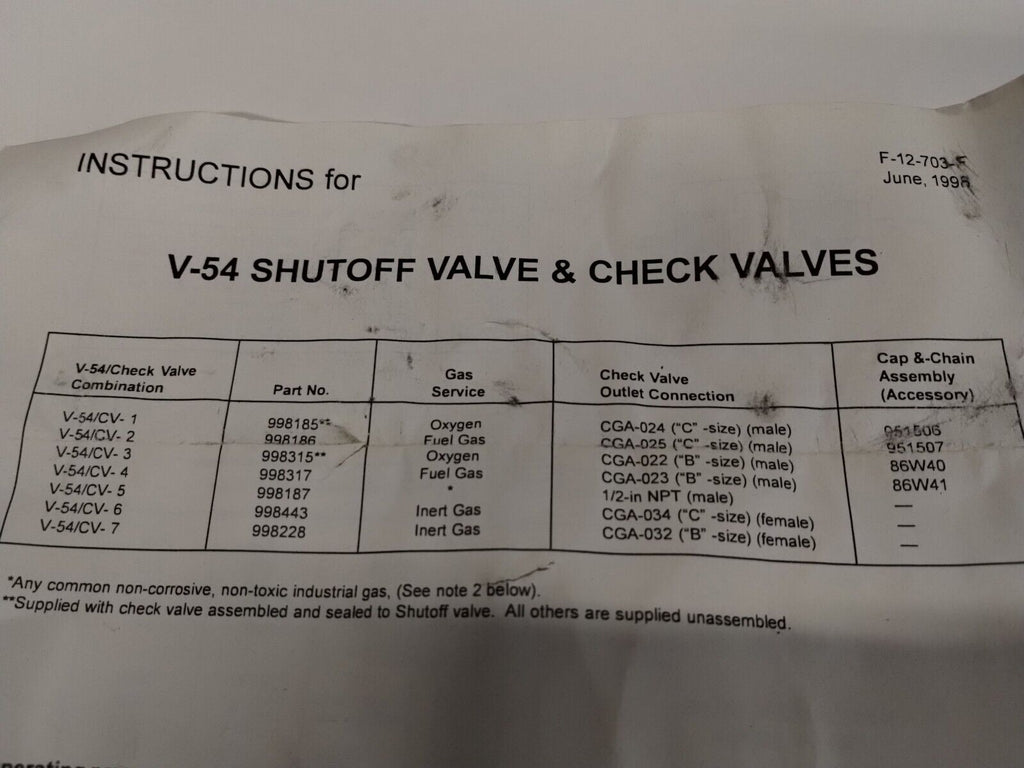 INSTRUCTIONS for
F-12-703-F
June, 1998
V-54 SHUTOFF VALVE & CHECK VALVES
V-54/Check Valve Combination Part No. Gas Service Check Valve Outlet Connection Cap &-Chain Assembly (Accessory)
V-54/CV- 1 998185** Oxygen CGA-024 ("C" -size) (male) 951506
V-54/CV- 2 998186 Fuel Gas CGA-025 ("C" -size) (male) 951507
V-54/CV- 3 998315** Oxygen CGA-022 ("B" -size) (male) 86W40
V-54/CV- 4 998317 Fuel Gas CGA-023 ("B" -size) (male) 86W41
V-54/CV- 5 998187 * 1/2-in NPT (male) —
V-54/CV- 6 998443 Inert Gas CGA-034 ("C" -size) (female) —
V-54/CV- 7 998228 Inert Gas CGA-032 ("B" -size) (female) —
*Any common non-corrosive, non-toxic industrial gas, (See note 2 below).
**Supplied with check valve assembled and sealed to Shutoff valve. All others are supplied unassembled.